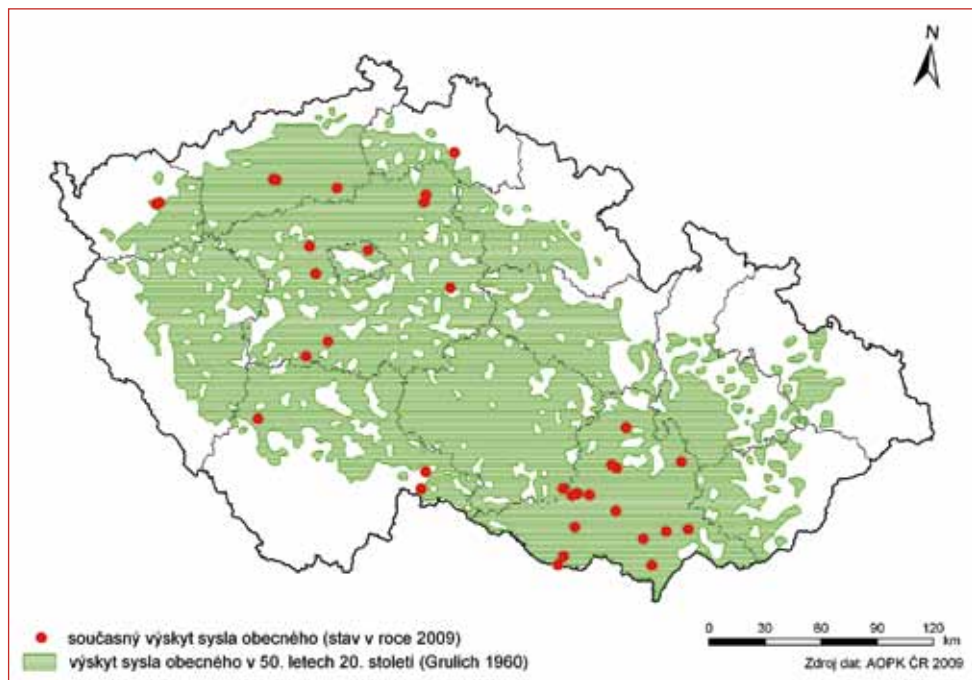 N
současný výskyt sysla obecného (stav v roce 2009)
výskyt sysla obecného v 50. letech 20. století (Grulich 1960)
0 30 60 90 120
km
Zdroj dat: AOPK ČR 2009